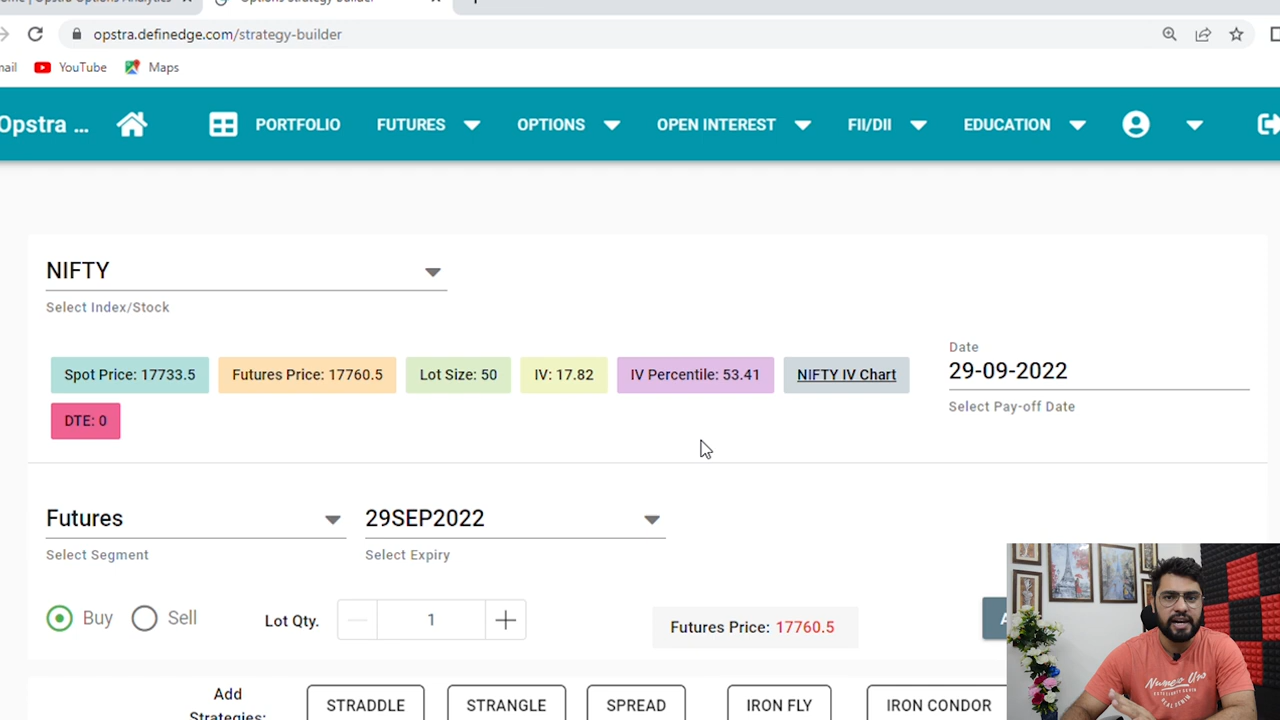 Options Strategy Builder
opstra.definedge.com/strategy-builder
YouTube Maps
Opstra ... PORTFOLIO FUTURES OPTIONS OPEN INTEREST FII/DII EDUCATION
NIFTY
Select Index/Stock
Spot Price: 17733.5 Futures Price: 17760.5 Lot Size: 50 IV: 17.82 IV Percentile: 53.41 NIFTY IV Chart
DTE: 0
Date
29-09-2022
Select Pay-off Date
Futures 29SEP2022
Select Segment Select Expiry
Buy Sell Lot Qty. 1 Futures Price: 17760.5
Add STRADDLE STRANGLE SPREAD IRON FLY IRON CONDOR
Strategies: